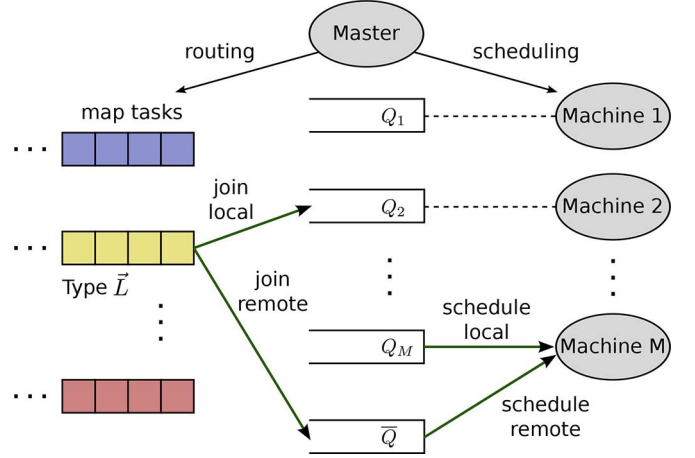 Master
routing
scheduling
map tasks
Q₁
Machine 1
join
local
Q₂
Machine 2
Type L⃗
join
remote
Q_M
schedule
local
Machine M
Q̅
schedule
remote